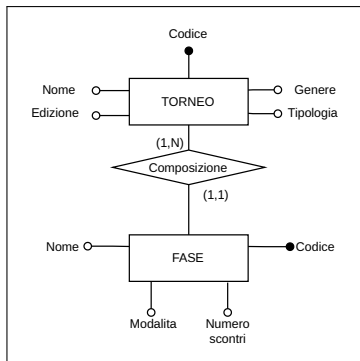 Codice
Nome
Genere
TORNEO
Edizione
Tipologia
(1,N)
Composizione
(1,1)
Nome
Codice
FASE
Modalita
Numero
scontri